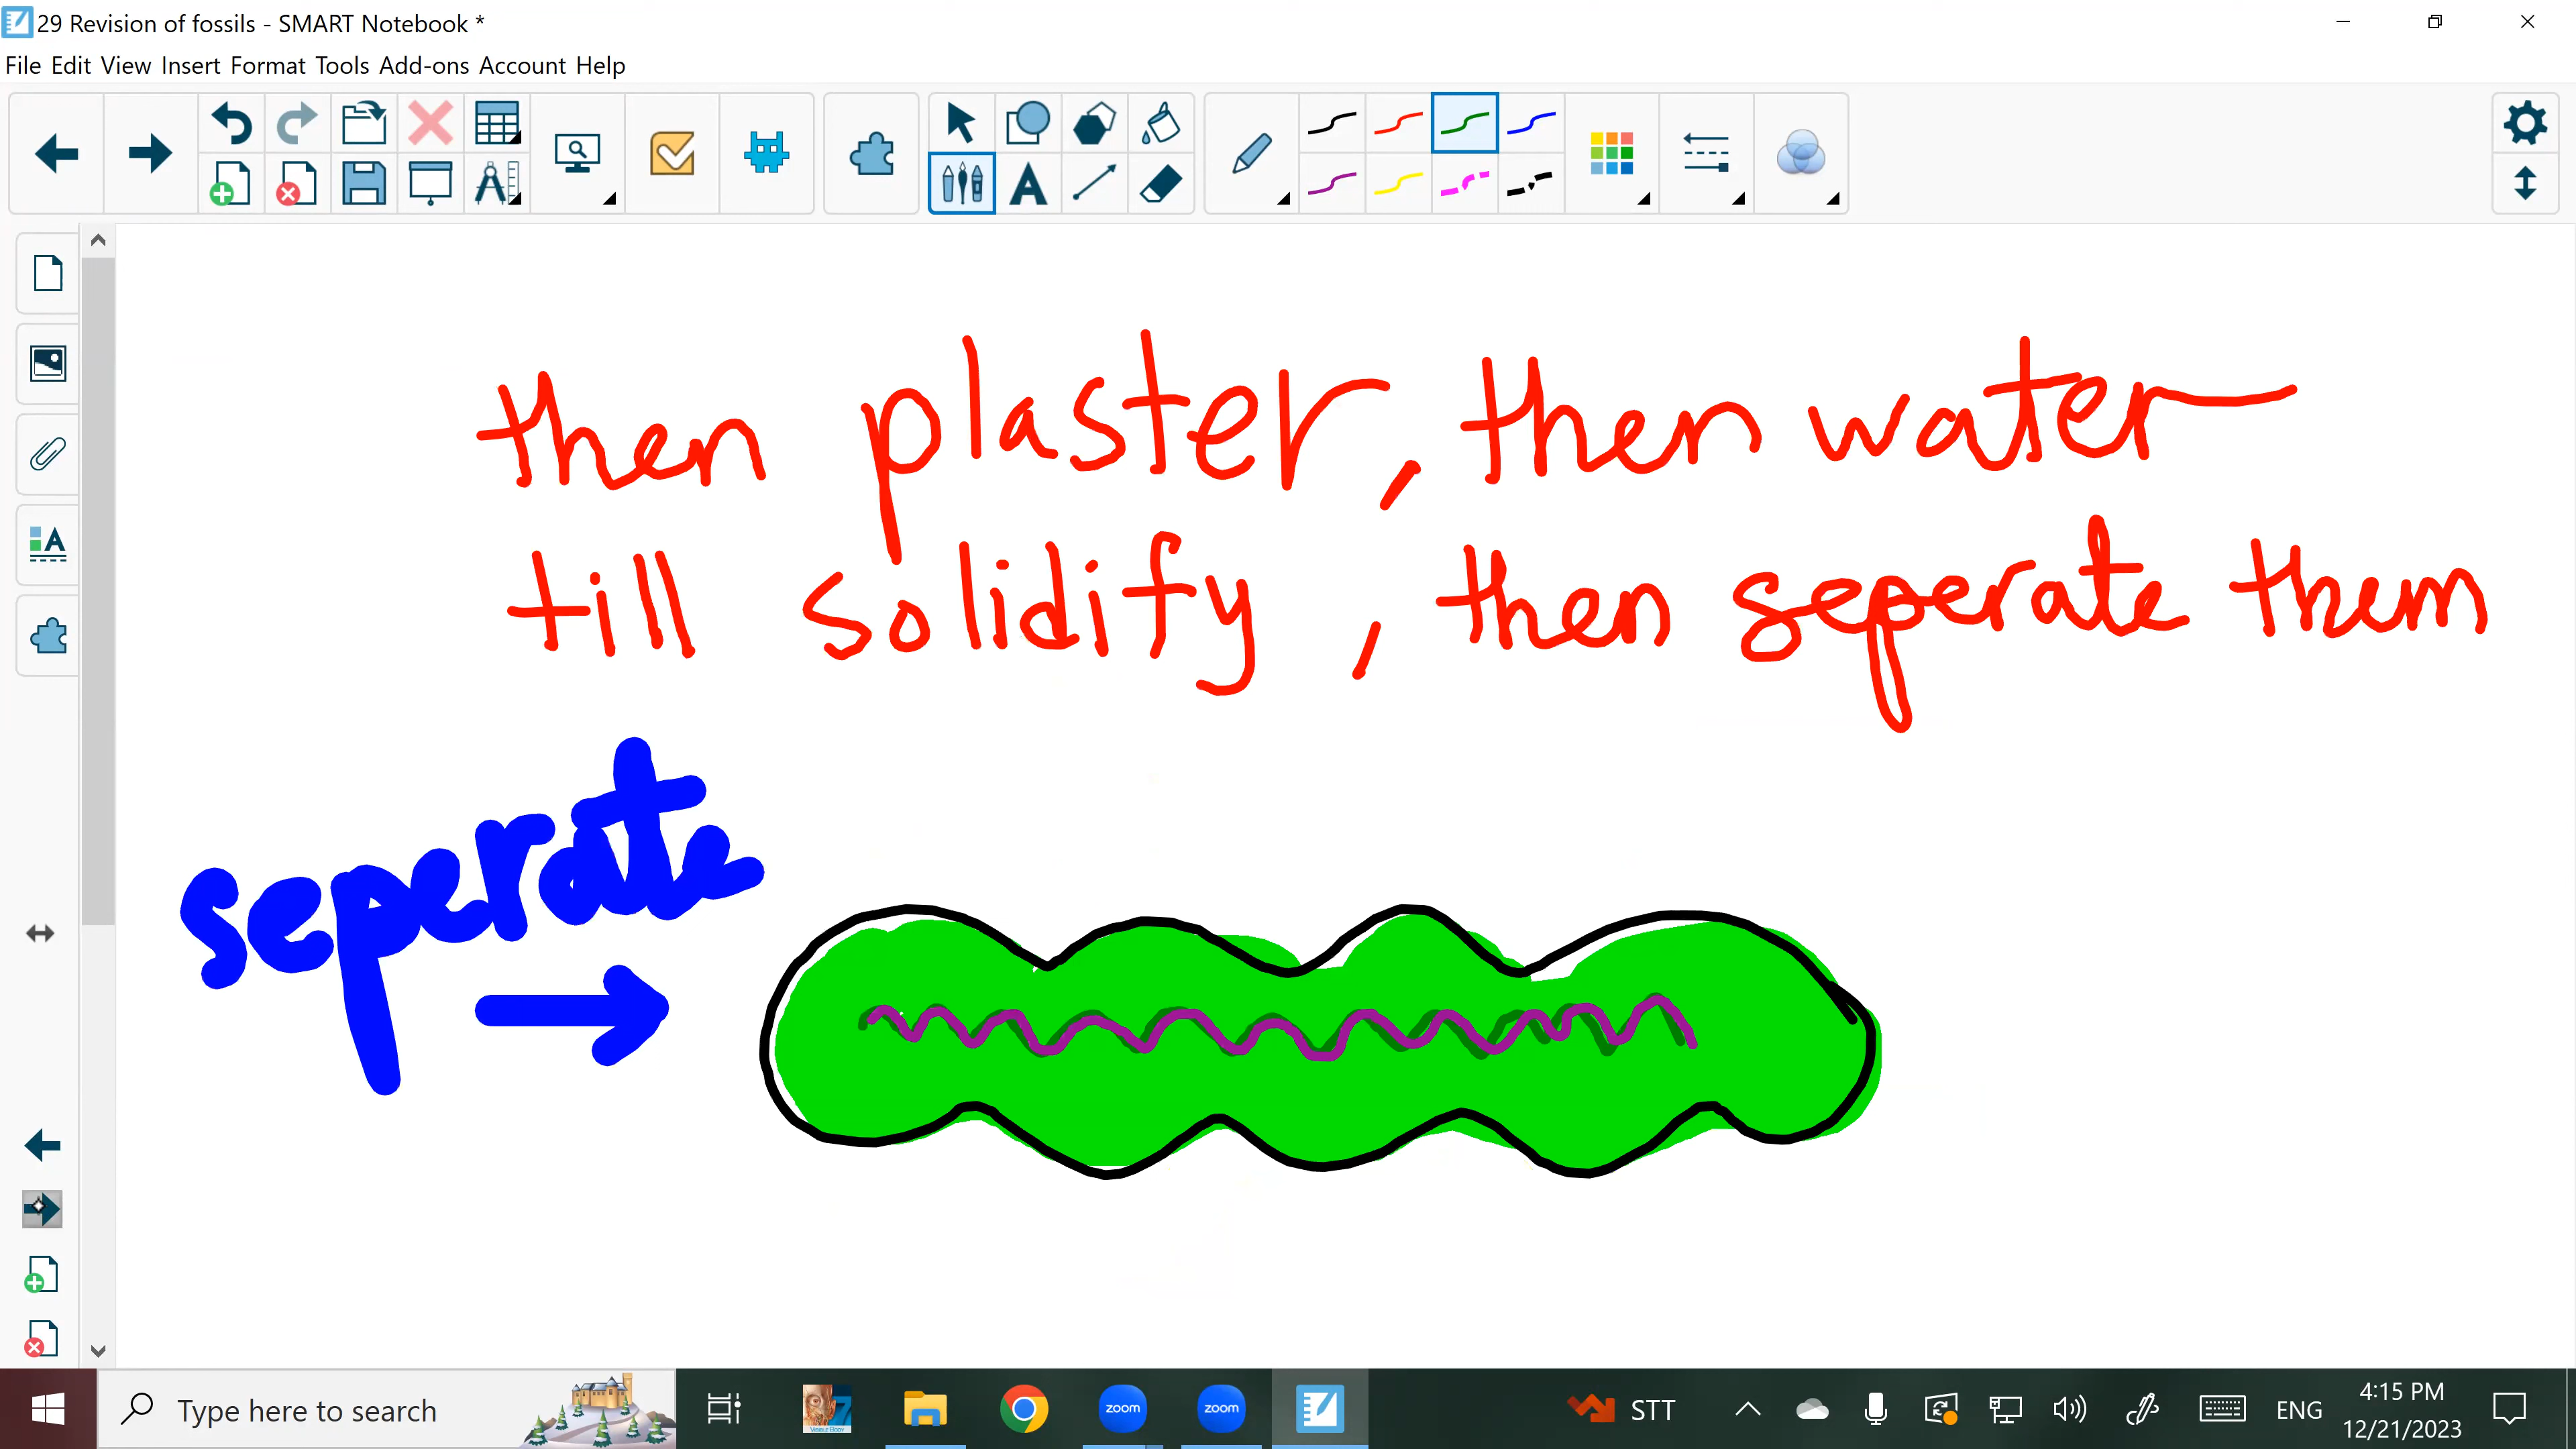 29 Revision of fossils - SMART Notebook *
File Edit View Insert Format Tools Add-ons Account Help
then plaster, then water
till solidify, then seperate them
seperate
Type here to search
zoom
zoom
STT
ENG
4:15 PM
12/21/2023